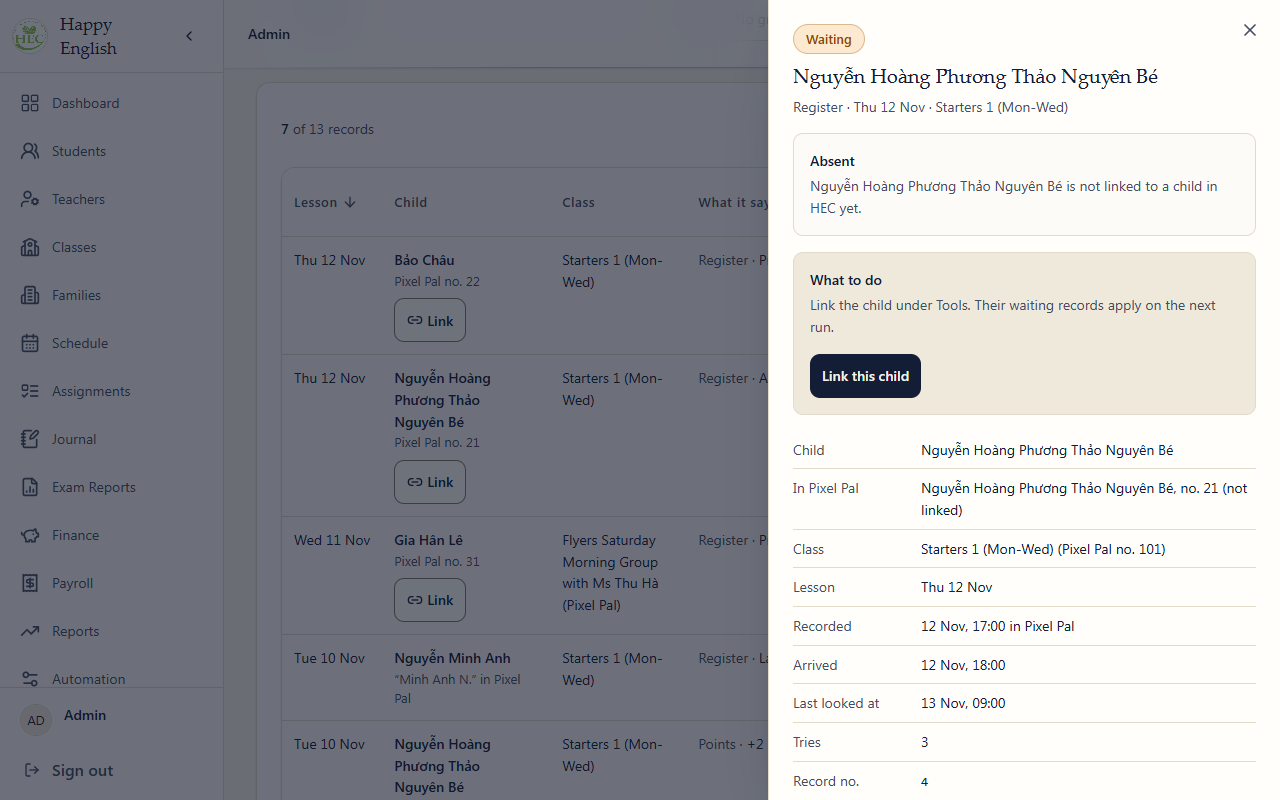 HEC
Happy
English
Dashboard
Students
Teachers
Classes
Families
Schedule
Assignments
Journal
Exam Reports
Finance
Payroll
Reports
Automation
AD
Admin
Sign out
Admin
7 of 13 records
Lesson
Child
Class
What it say
Thu 12 Nov
Bảo Châu
Pixel Pal no. 22
Link
Starters 1 (Mon-
Wed)
Register · P
Thu 12 Nov
Nguyễn Hoàng
Phương Thảo
Nguyên Bé
Pixel Pal no. 21
Link
Starters 1 (Mon-
Wed)
Register · A
Wed 11 Nov
Gia Hân Lê
Pixel Pal no. 31
Link
Flyers Saturday
Morning Group
with Ms Thu Hà
(Pixel Pal)
Register · P
Tue 10 Nov
Nguyễn Minh Anh
“Minh Anh N.” in Pixel
Pal
Starters 1 (Mon-
Wed)
Register · La
Tue 10 Nov
Nguyễn Hoàng
Phương Thảo
Nguyên Bé
Starters 1 (Mon-
Wed)
Points · +2
Waiting
Nguyễn Hoàng Phương Thảo Nguyên Bé
Register · Thu 12 Nov · Starters 1 (Mon-Wed)
Absent
Nguyễn Hoàng Phương Thảo Nguyên Bé is not linked to a child in
HEC yet.
What to do
Link the child under Tools. Their waiting records apply on the next
run.
Link this child
Child
Nguyễn Hoàng Phương Thảo Nguyên Bé
In Pixel Pal
Nguyễn Hoàng Phương Thảo Nguyên Bé, no. 21 (not
linked)
Class
Starters 1 (Mon-Wed) (Pixel Pal no. 101)
Lesson
Thu 12 Nov
Recorded
12 Nov, 17:00 in Pixel Pal
Arrived
12 Nov, 18:00
Last looked at
13 Nov, 09:00
Tries
3
Record no.
4